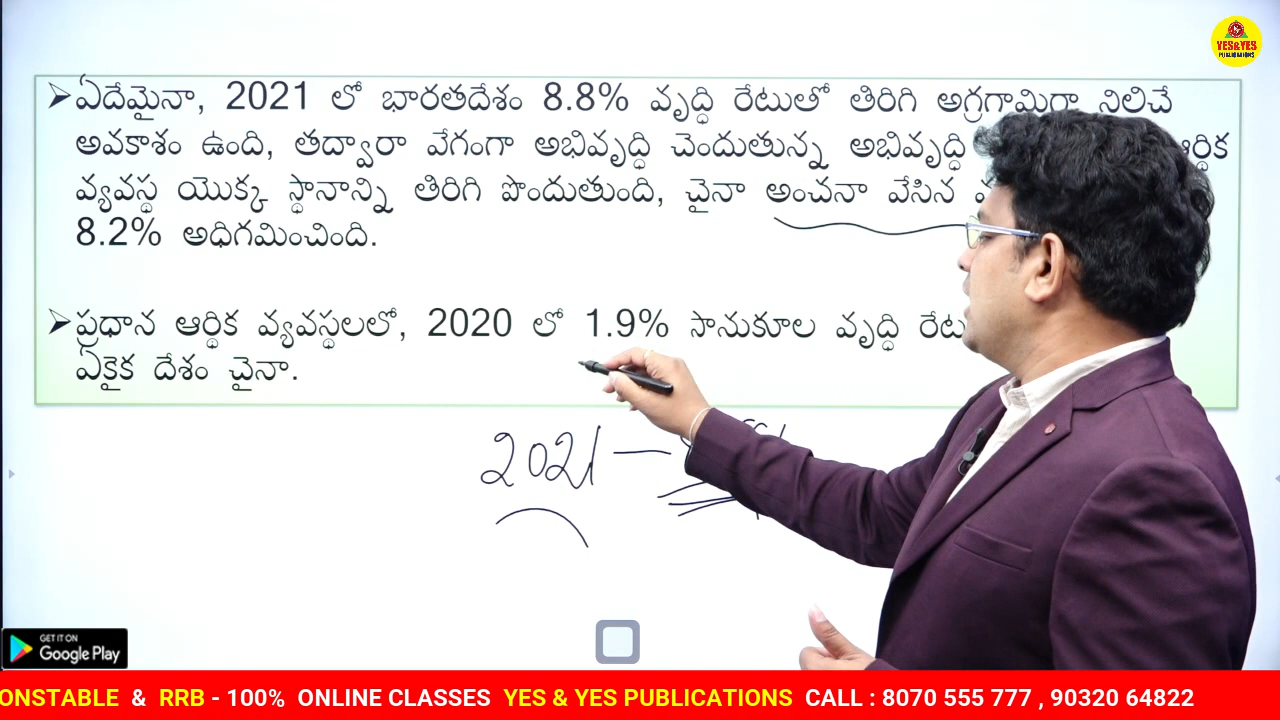 YES&YES
PUBLICATIONS
➢ఏదేమైనా, 2021 లో భారతదేశం 8.8% వృద్ధి రేటుతో తిరిగి అగ్రగామిగా నిలిచే
అవకాశం ఉంది, తద్వారా వేగంగా అభివృద్ధి చెందుతున్న అభివృద్ధి ఆర్థిక
వ్యవస్థ యొక్క స్థానాన్ని తిరిగి పొందుతుంది, చైనా అంచనా వేసిన
8.2% అధిగమించింది.
➢ప్రధాన ఆర్థిక వ్యవస్థలలో, 2020 లో 1.9% సానుకూల వృద్ధి
ఏకైక దేశం చైనా.
2021 —
GET IT ON
Google Play
ONSTABLE & RRB - 100% ONLINE CLASSES YES & YES PUBLICATIONS CALL : 8070 555 777 , 90320 64822